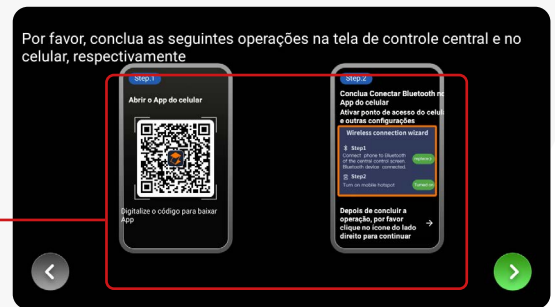 Por favor, conclua as seguintes operações na tela de controle central e no
celular, respectivamente
Step.1
Abrir o App do celular
Digitalize o código para baixar
App
Step.2
Conclua Conectar Bluetooth no
App do celular
Ativar ponto de acesso do celul
e outras configurações
Wireless connection wizard
Step1
Connect phone to Bluetooth
of the central control screen
Bluetooth device connected.
Step2
Turn on mobile hotspot
Turned on
Depois de concluir a
operação, por favor
clique no ícone do lado
direito para continuar